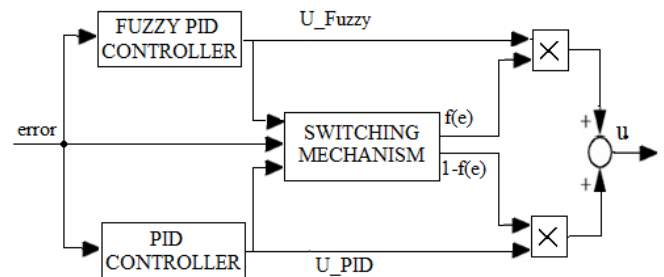 FUZZY PID
CONTROLLER
U_Fuzzy
×
error
SWITCHING
MECHANISM
f(e)
1-f(e)
+
u
+
PID
CONTROLLER
U_PID
×